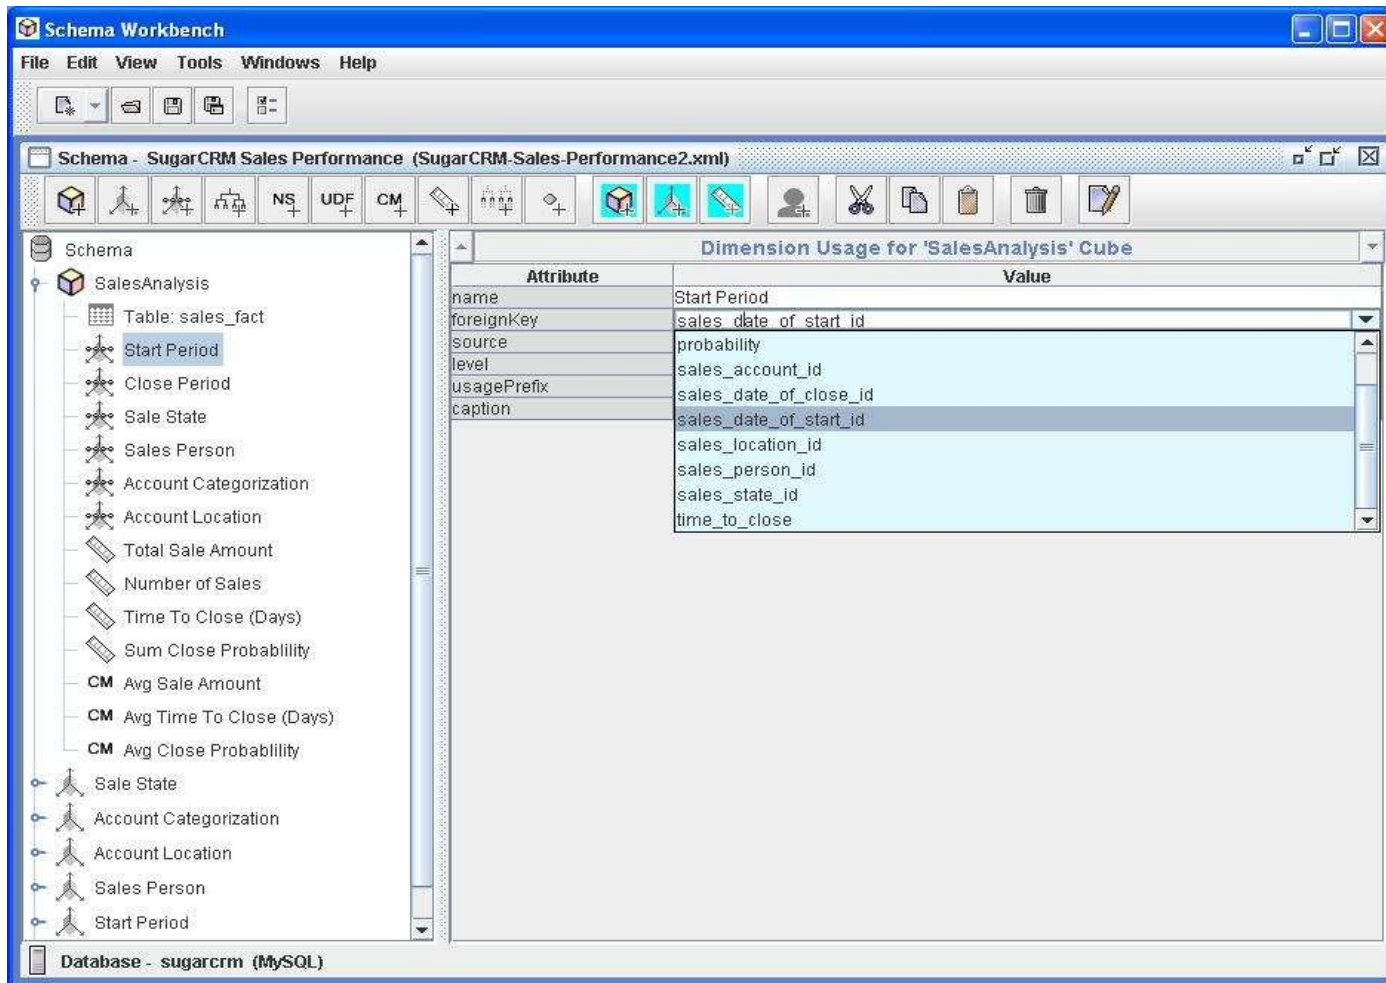 Schema Workbench
File Edit View Tools Windows Help
Schema - SugarCRM Sales Performance (SugarCRM-Sales-Performance2.xml)
NS UDF CM
Schema
SalesAnalysis
Table: sales_fact
Start Period
Close Period
Sale State
Sales Person
Account Categorization
Account Location
Total Sale Amount
Number of Sales
Time To Close (Days)
Sum Close Probablility
CM Avg Sale Amount
CM Avg Time To Close (Days)
CM Avg Close Probablility
Sale State
Account Categorization
Account Location
Sales Person
Start Period
Dimension Usage for 'SalesAnalysis' Cube
Attribute Value
name Start Period
foreignKey sales_date_of_start_id
source
level
usagePrefix
caption
probability
sales_account_id
sales_date_of_close_id
sales_date_of_start_id
sales_location_id
sales_person_id
sales_state_id
time_to_close
Database - sugarcrm (MySQL)